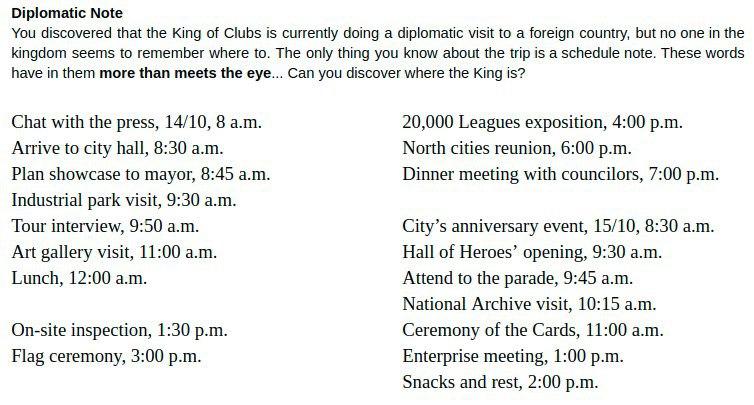 Diplomatic Note
You discovered that the King of Clubs is currently doing a diplomatic visit to a foreign country, but no one in the
kingdom seems to remember where to. The only thing you know about the trip is a schedule note. These words
have in them more than meets the eye... Can you discover where the King is?
Chat with the press, 14/10, 8 a.m.
Arrive to city hall, 8:30 a.m.
Plan showcase to mayor, 8:45 a.m.
Industrial park visit, 9:30 a.m.
Tour interview, 9:50 a.m.
Art gallery visit, 11:00 a.m.
Lunch, 12:00 a.m.
On-site inspection, 1:30 p.m.
Flag ceremony, 3:00 p.m.
20,000 Leagues exposition, 4:00 p.m.
North cities reunion, 6:00 p.m.
Dinner meeting with councilors, 7:00 p.m.
City’s anniversary event, 15/10, 8:30 a.m.
Hall of Heroes’ opening, 9:30 a.m.
Attend to the parade, 9:45 a.m.
National Archive visit, 10:15 a.m.
Ceremony of the Cards, 11:00 a.m.
Enterprise meeting, 1:00 p.m.
Snacks and rest, 2:00 p.m.